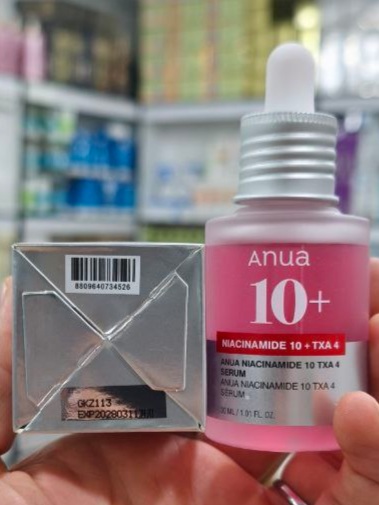 8809640734526
GKZ113
EXP20280311
Anua
10+
NIACINAMIDE 10 + TXA 4
ANUA NIACINAMIDE 10 TXA 4
SERUM
ANUA NIACINAMIDE 10 TXA 4
SERUM
30 ML / 1.01 FL.OZ.